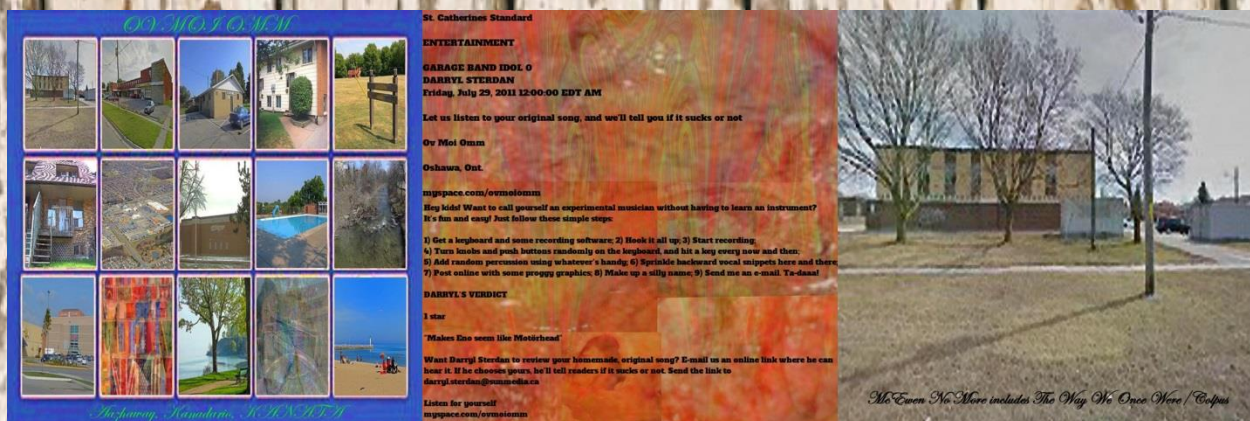 OV MOI OMM
Aazhaway, Kanadario, KANATA
St. Catherines Standard
ENTERTAINMENT
GARAGE BAND IDOL 0
DARRYL STERDAN
Friday, July 29, 2011 12:00:00 EDT AM
Let us listen to your original song, and we'll tell you if it sucks or not
Ov Moi Omm
Oshawa, Ont.
myspace.com/ovmoiomm
Hey kids! Want to call yourself an experimental musician without having to learn an instrument?
It's fun and easy! Just follow these simple steps:
1) Get a keyboard and some recording software; 2) Hook it all up; 3) Start recording;
4) Turn knobs and push buttons randomly on the keyboard, and hit a key every now and then;
5) Add random percussion using whatever's handy; 6) Sprinkle backward vocal snippets here and there
7) Post online with some proggy graphics; 8) Make up a silly name; 9) Send me an e-mail. Ta-daaa!
DARRYL'S VERDICT
1 star
"Makes Eno seem like Motörhead"
Want Darryl Sterdan to review your homemade, original song? E-mail us an online link where he can
hear it. If he chooses yours, he'll tell readers if it sucks or not. Send the link to
darryl.sterdan@sunmedia.ca
Listen for yourself
myspace.com/ovmoiomm
McEwen No More includes The Way We Once Were/Colpus